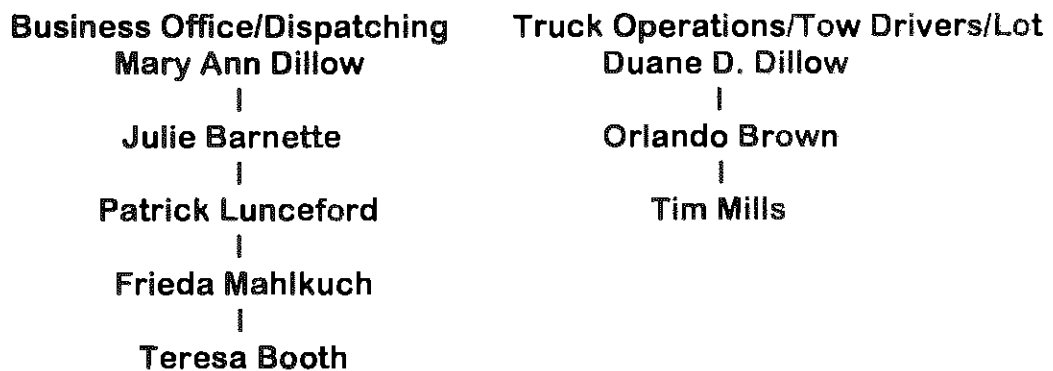 Business Office/Dispatching
Mary Ann Dillow
|
Julie Barnette
|
Patrick Lunceford
|
Frieda Mahlkuch
|
Teresa Booth
Truck Operations/Tow Drivers/Lot
Duane D. Dillow
|
Orlando Brown
|
Tim Mills